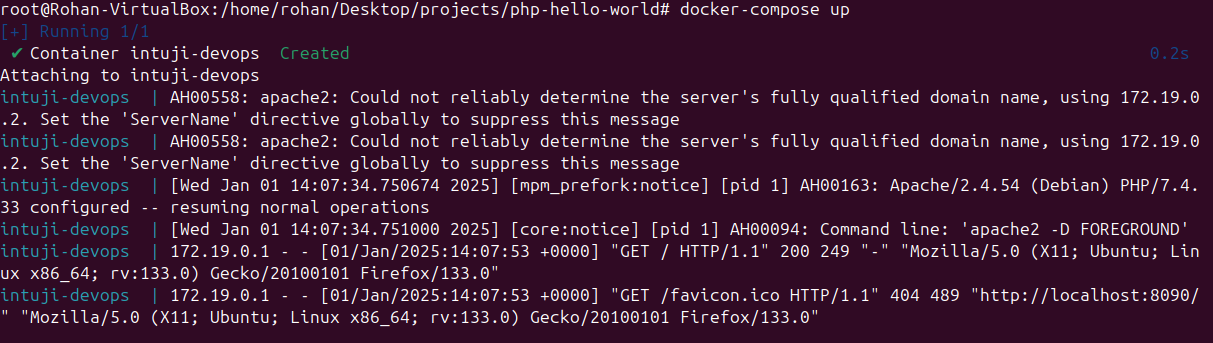 root@Rohan-VirtualBox:/home/rohan/Desktop/projects/php-hello-world# docker-compose up
[+] Running 1/1
✔ Container intuji-devops  Created                                                                                0.2s
Attaching to intuji-devops
intuji-devops  | AH00558: apache2: Could not reliably determine the server's fully qualified domain name, using 172.19.0
.2. Set the 'ServerName' directive globally to suppress this message
intuji-devops  | AH00558: apache2: Could not reliably determine the server's fully qualified domain name, using 172.19.0
.2. Set the 'ServerName' directive globally to suppress this message
intuji-devops  | [Wed Jan 01 14:07:34.750674 2025] [mpm_prefork:notice] [pid 1] AH00163: Apache/2.4.54 (Debian) PHP/7.4.
33 configured -- resuming normal operations
intuji-devops  | [Wed Jan 01 14:07:34.751000 2025] [core:notice] [pid 1] AH00094: Command line: 'apache2 -D FOREGROUND'
intuji-devops  | 172.19.0.1 - - [01/Jan/2025:14:07:53 +0000] "GET / HTTP/1.1" 200 249 "-" "Mozilla/5.0 (X11; Ubuntu; Lin
ux x86_64; rv:133.0) Gecko/20100101 Firefox/133.0"
intuji-devops  | 172.19.0.1 - - [01/Jan/2025:14:07:53 +0000] "GET /favicon.ico HTTP/1.1" 404 489 "http://localhost:8090/
" "Mozilla/5.0 (X11; Ubuntu; Linux x86_64; rv:133.0) Gecko/20100101 Firefox/133.0"